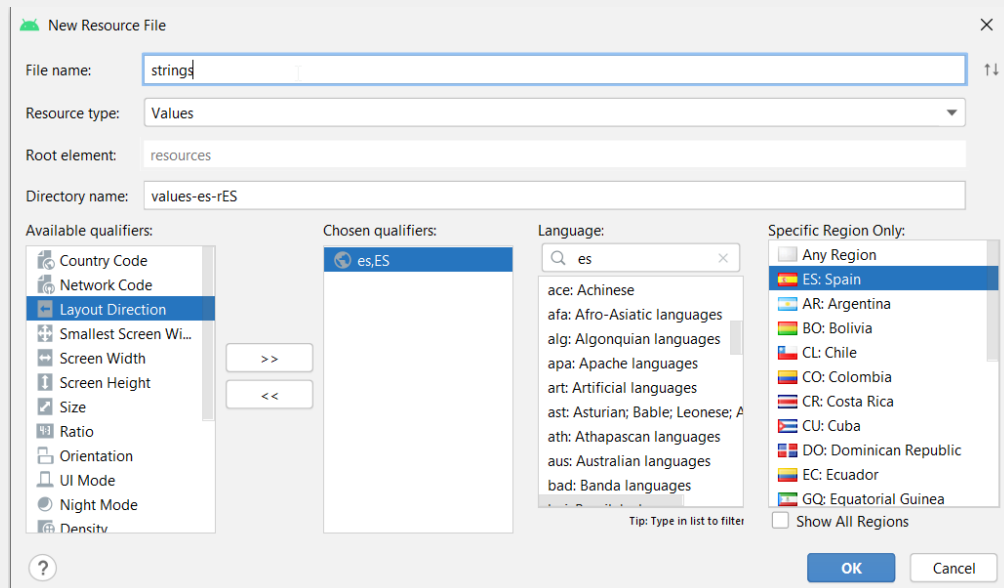 New Resource File
File name: strings
Resource type: Values
Root element: resources
Directory name: values-es-rES
Available qualifiers:
Country Code
Network Code
Layout Direction
Smallest Screen Wi...
Screen Width
Screen Height
Size
Ratio
Orientation
UI Mode
Night Mode
Density
>>
<<
Chosen qualifiers:
es,ES
Language:
es
ace: Achinese
afa: Afro-Asiatic languages
alg: Algonquian languages
apa: Apache languages
art: Artificial languages
ast: Asturian; Bable; Leonese; A
ath: Athapascan languages
aus: Australian languages
bad: Banda languages
Tip: Type in list to filter
Specific Region Only:
Any Region
ES: Spain
AR: Argentina
BO: Bolivia
CL: Chile
CO: Colombia
CR: Costa Rica
CU: Cuba
DO: Dominican Republic
EC: Ecuador
GQ: Equatorial Guinea
Show All Regions
?
OK
Cancel